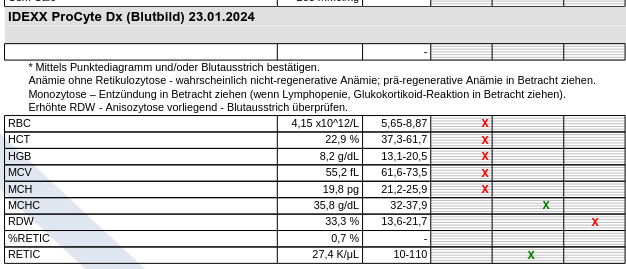 IDEXX ProCyte Dx (Blutbild) 23.01.2024
-
* Mittels Punktediagramm und/oder Blutausstrich bestätigen.
Anämie ohne Retikulozytose - wahrscheinlich nicht-regenerative Anämie; prä-regenerative Anämie in Betracht ziehen.
Monozytose – Entzündung in Betracht ziehen (wenn Lymphopenie, Glukokortikoid-Reaktion in Betracht ziehen).
Erhöhte RDW - Anisozytose vorliegend - Blutausstrich überprüfen.
RBC 4,15 x10^12/L 5,65-8,87 X
HCT 22,9 % 37,3-61,7 X
HGB 8,2 g/dL 13,1-20,5 X
MCV 55,2 fL 61,6-73,5 X
MCH 19,8 pg 21,2-25,9 X
MCHC 35,8 g/dL 32-37,9 X
RDW 33,3 % 13,6-21,7 X
%RETIC 0,7 % -
RETIC 27,4 K/µL 10-110 X